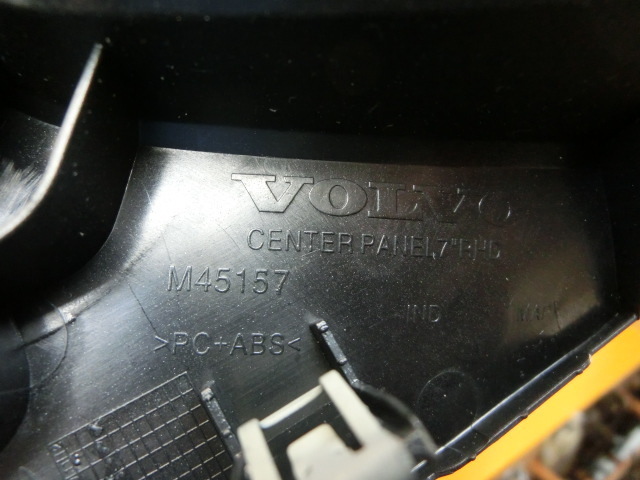 VOLVO
CENTER PANEL,7"RHD
M45157
IND
>PC+ABS<